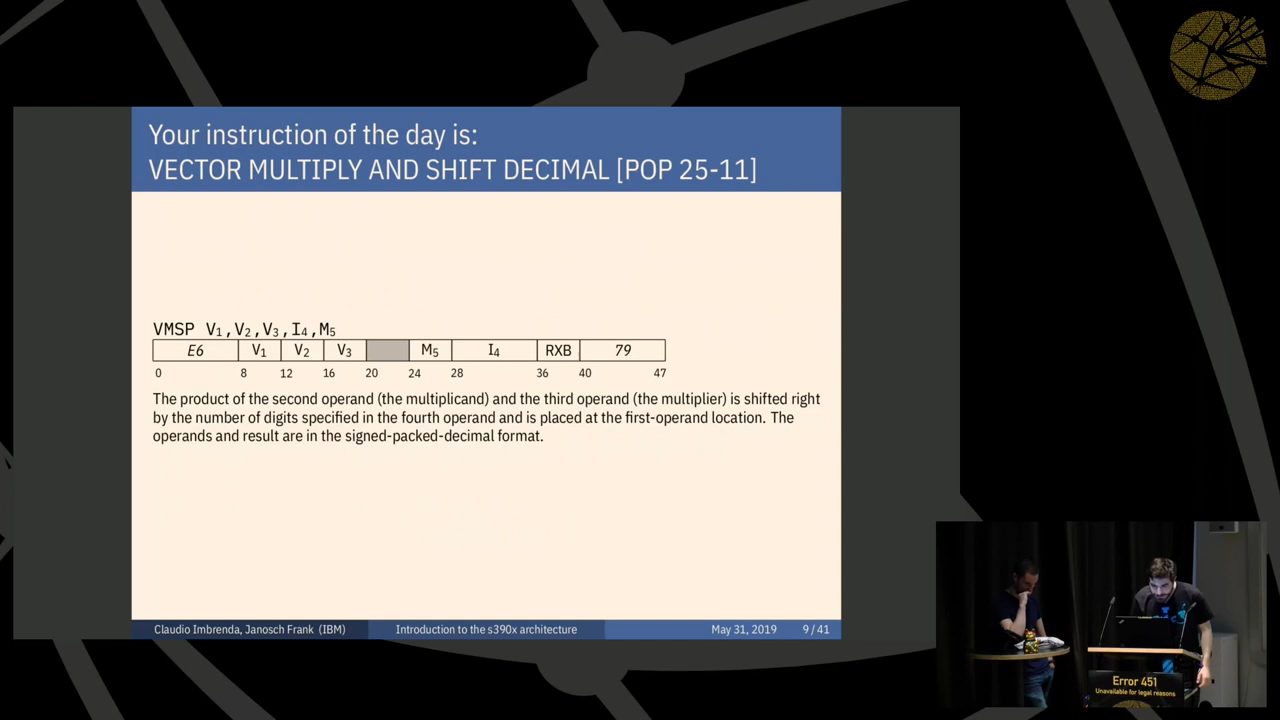 Your instruction of the day is:
VECTOR MULTIPLY AND SHIFT DECIMAL [POP 25-11]
VMSP V1,V2,V3,I4,M5
E6 V1 V2 V3 M5 I4 RXB 79
0 8 12 16 20 24 28 36 40 47
The product of the second operand (the multiplicand) and the third operand (the multiplier) is shifted right
by the number of digits specified in the fourth operand and is placed at the first-operand location. The
operands and result are in the signed-packed-decimal format.
Claudio Imbrenda, Janosch Frank (IBM) Introduction to the s390x architecture May 31, 2019 9 / 41
Error 451
Unavailable for legal reasons